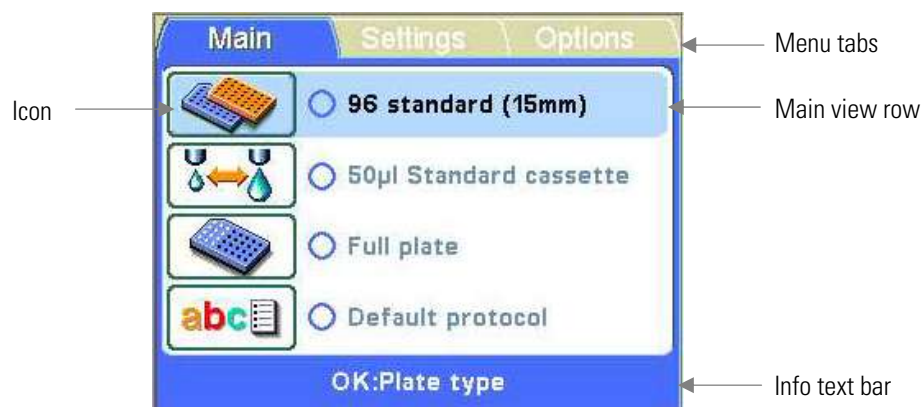 Main Settings Options
Menu tabs
Icon
96 standard (15mm)
Main view row
50µl Standard cassette
Full plate
abc
Default protocol
OK:Plate type
Info text bar